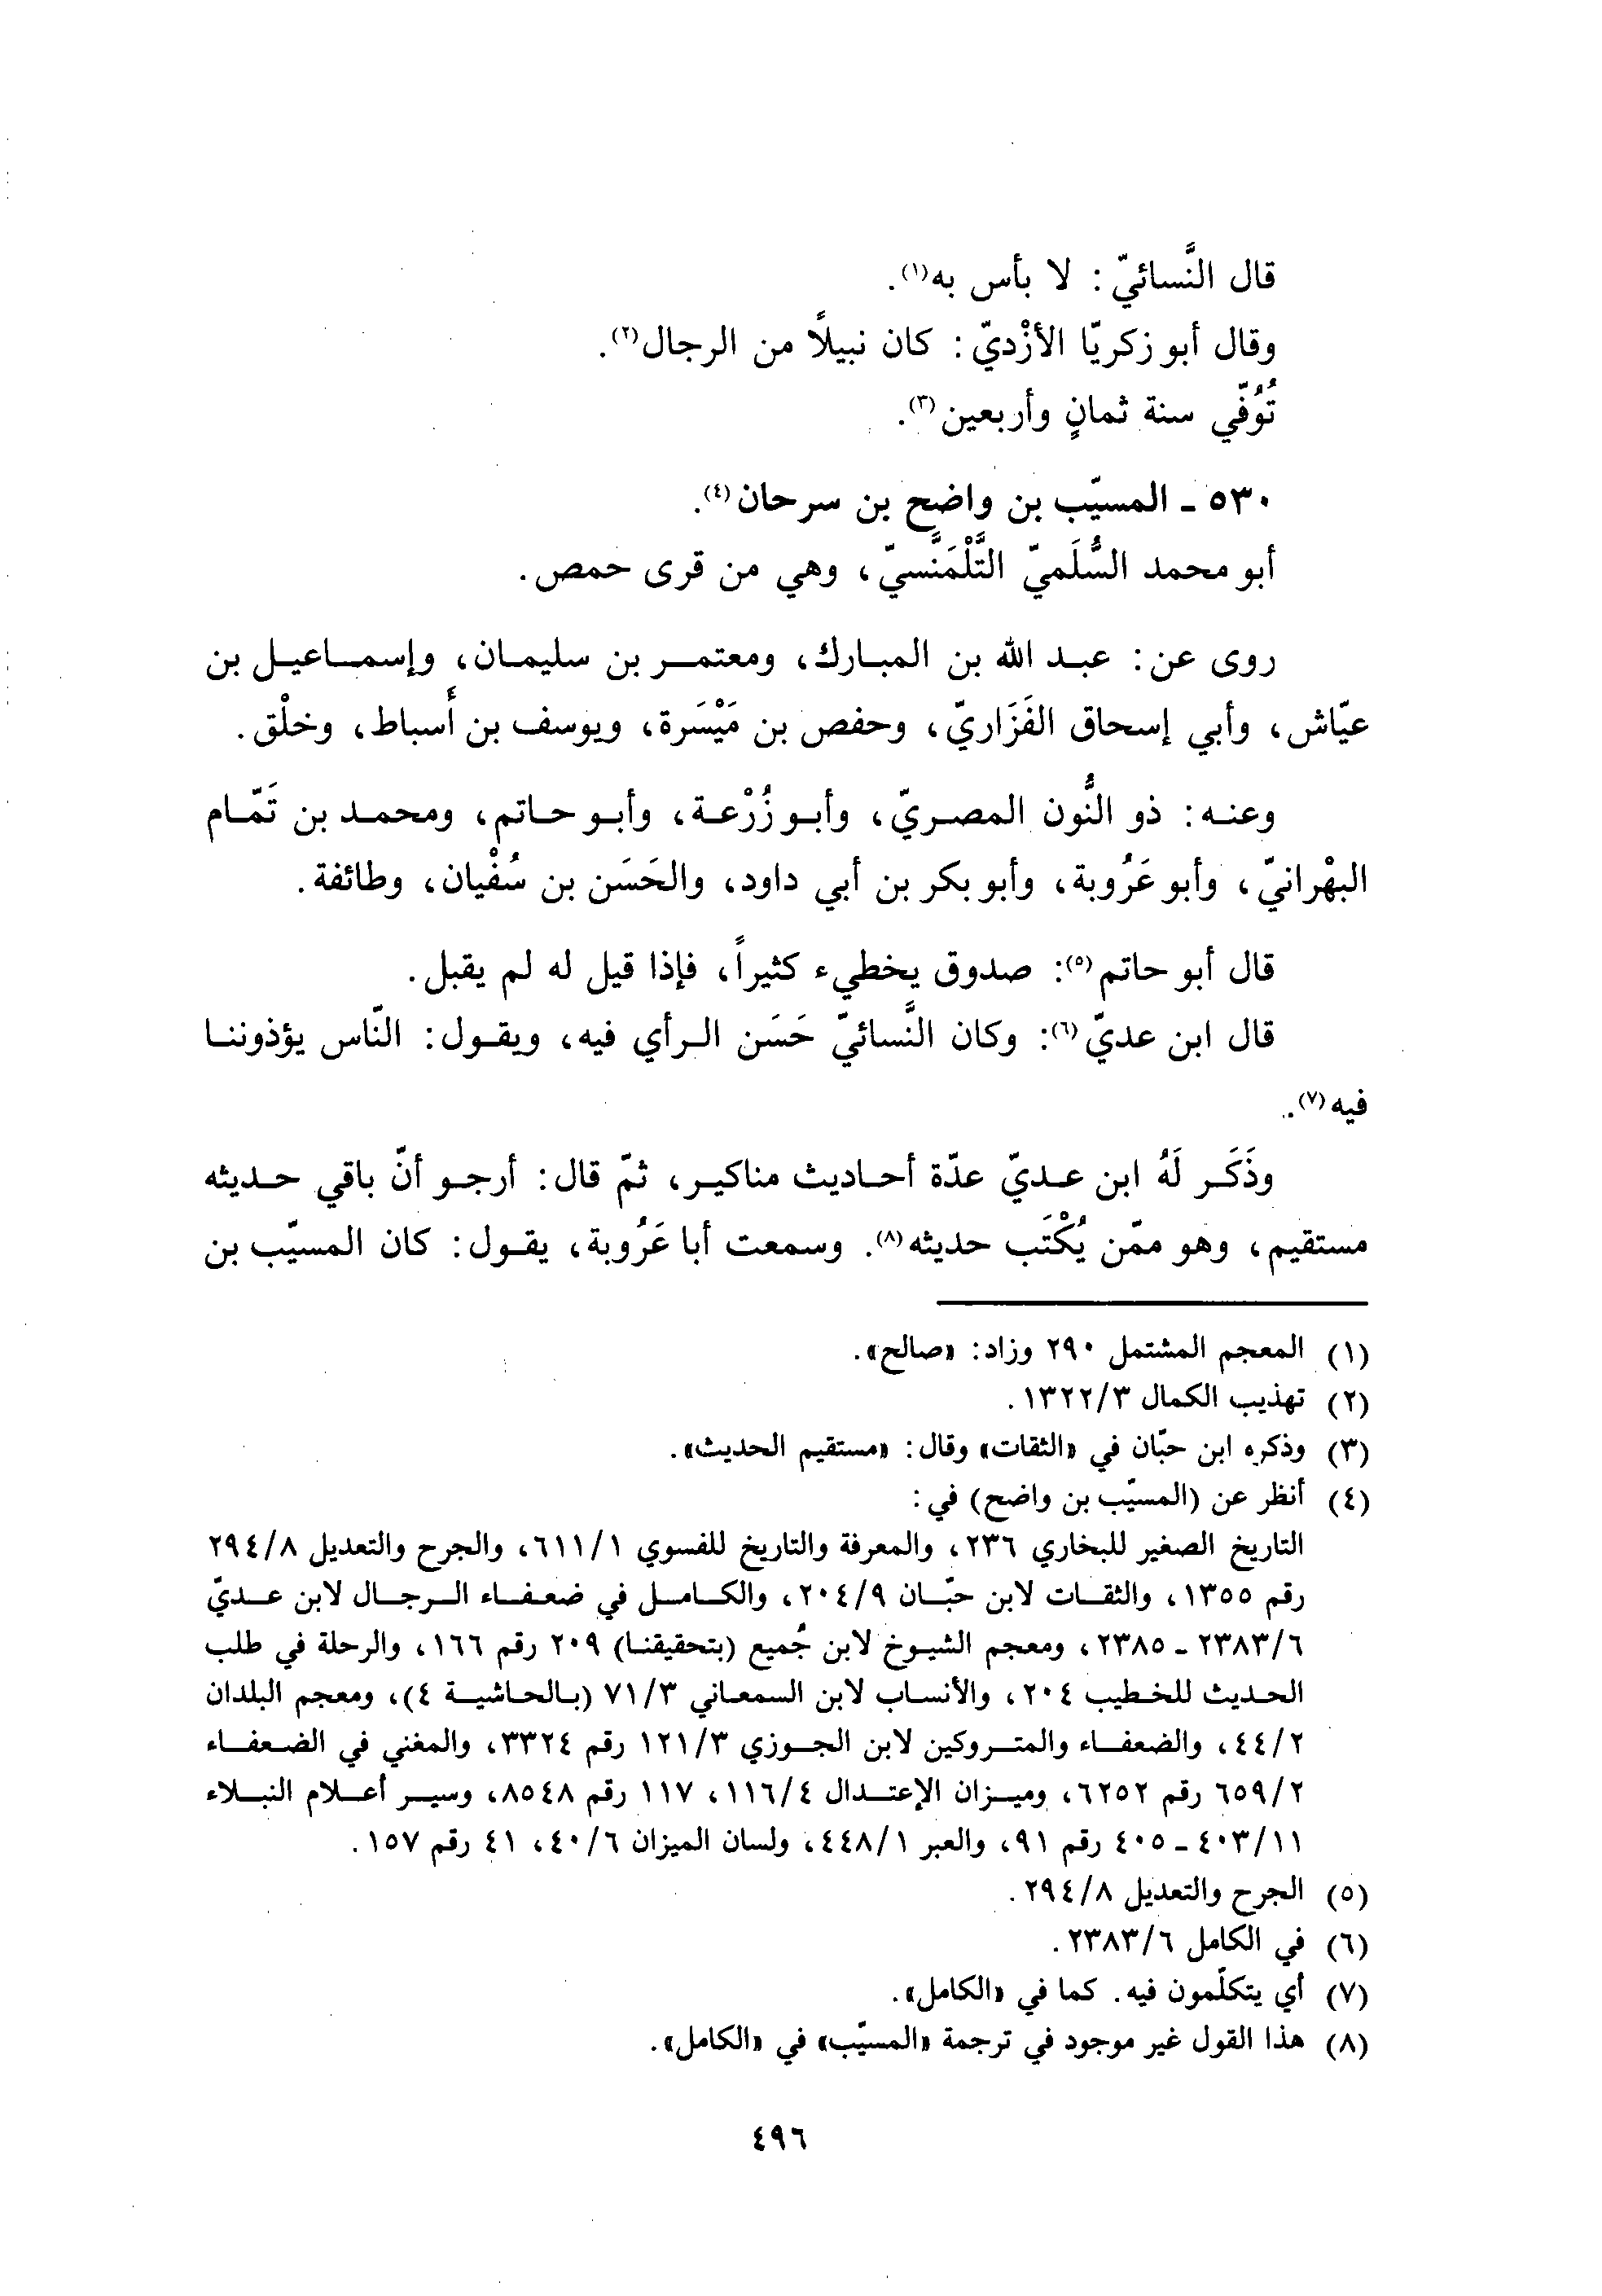 قال النَّسائيّ: لا بأس به(١).
وقال أبو زكريّا الأزْديّ: كان نبيلاً من الرجال(٢).
تُوُفّي سنة ثمانٍ وأربعين(٣).
٥٣٠ ـ المسيّب بن واضح بن سرحان(٤).
أبو محمد السُّلَميّ التَّلْمَنَّسيّ، وهي من قرى حمص.
روى عن: عبد الله بن المبارك، ومعتمر بن سليمان، وإسماعيل بن
عيّاش، وأبي إسحاق الفَزَاريّ، وحفص بن مَيْسَرة، ويوسف بن أَسباط، وخلْق.
وعنه: ذو النُّون المصريّ، وأبو زُرْعة، وأبو حاتم، ومحمد بن تَمّام
البهْرانيّ، وأبو عَرُوبة، وأبو بكر بن أبي داود، والحَسَن بن سُفْيان، وطائفة.
قال أبو حاتم(٥): صدوق يخطيء كثيراً، فإذا قيل له لم يقبل.
قال ابن عديّ(٦): وكان النَّسائيّ حَسَن الرأي فيه، ويقول: النّاس يؤذوننا
فيه(٧).
وذَكَر لَهُ ابن عديّ عدّة أحاديث مناكير، ثمّ قال: أرجو أنّ باقي حديثه
مستقيم، وهو ممّن يُكْتَب حديثه(٨). وسمعت أبا عَرُوبة، يقول: كان المسيّب بن
(١) المعجم المشتمل ٢٩٠ وزاد: «صالح».
(٢) تهذيب الكمال ١٣٢٢/٣.
(٣) وذكره ابن حبّان في «الثقات» وقال: «مستقيم الحديث».
(٤) أنظر عن (المسيّب بن واضح) في:
التاريخ الصغير للبخاري ٢٣٦، والمعرفة والتاريخ للفسوي ٦١١/١، والجرح والتعديل ٢٩٤/٨
رقم ١٣٥٥، والثقات لابن حبّان ٢٠٤/٩، والكامل في ضعفاء الرجال لابن عديّ
٢٣٨٣/٦ ـ ٢٣٨٥، ومعجم الشيوخ لابن جُميع (بتحقيقنا) ٢٠٩ رقم ١٦٦، والرحلة في طلب
الحديث للخطيب ٢٠٤، والأنساب لابن السمعاني ٧١/٣ (بالحاشية ٤)، ومعجم البلدان
٤٤/٢، والضعفاء والمتروكين لابن الجوزي ١٢١/٣ رقم ٣٣٢٤، والمغني في الضعفاء
٦٥٩/٢ رقم ٦٢٥٢، وميزان الإعتدال ١١٦/٤، ١١٧ رقم ٨٥٤٨، وسير أعلام النبلاء
٤٠٣/١١ ـ ٤٠٥ رقم ٩١، والعبر ٤٤٨/١، ولسان الميزان ٤٠/٦، ٤١ رقم ١٥٧.
(٥) الجرح والتعديل ٢٩٤/٨.
(٦) في الكامل ٢٣٨٣/٦.
(٧) أي يتكلّمون فيه. كما في «الكامل».
(٨) هذا القول غير موجود في ترجمة «المسيّب» في «الكامل».
٤٩٦